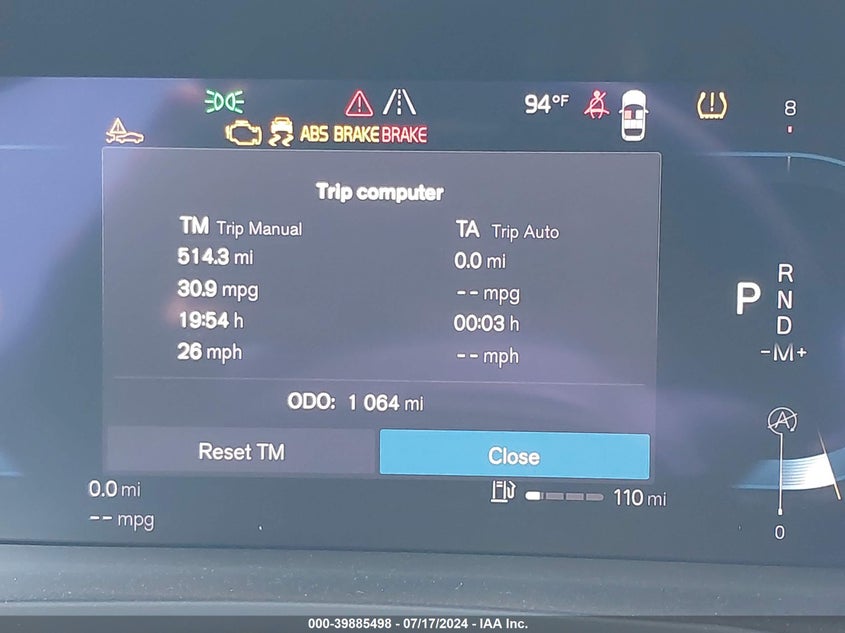 94°F
8
ABS BRAKE BRAKE
Trip computer
TM Trip Manual
TA Trip Auto
514.3 mi
0.0 mi
30.9 mpg
-- mpg
19:54 h
00:03 h
26 mph
-- mph
R
P
N
D
-M+
ODO: 1 064 mi
A
Reset TM
Close
0.0 mi
110 mi
-- mpg
0
000-39885498 - 07/17/2024 - IAA Inc.